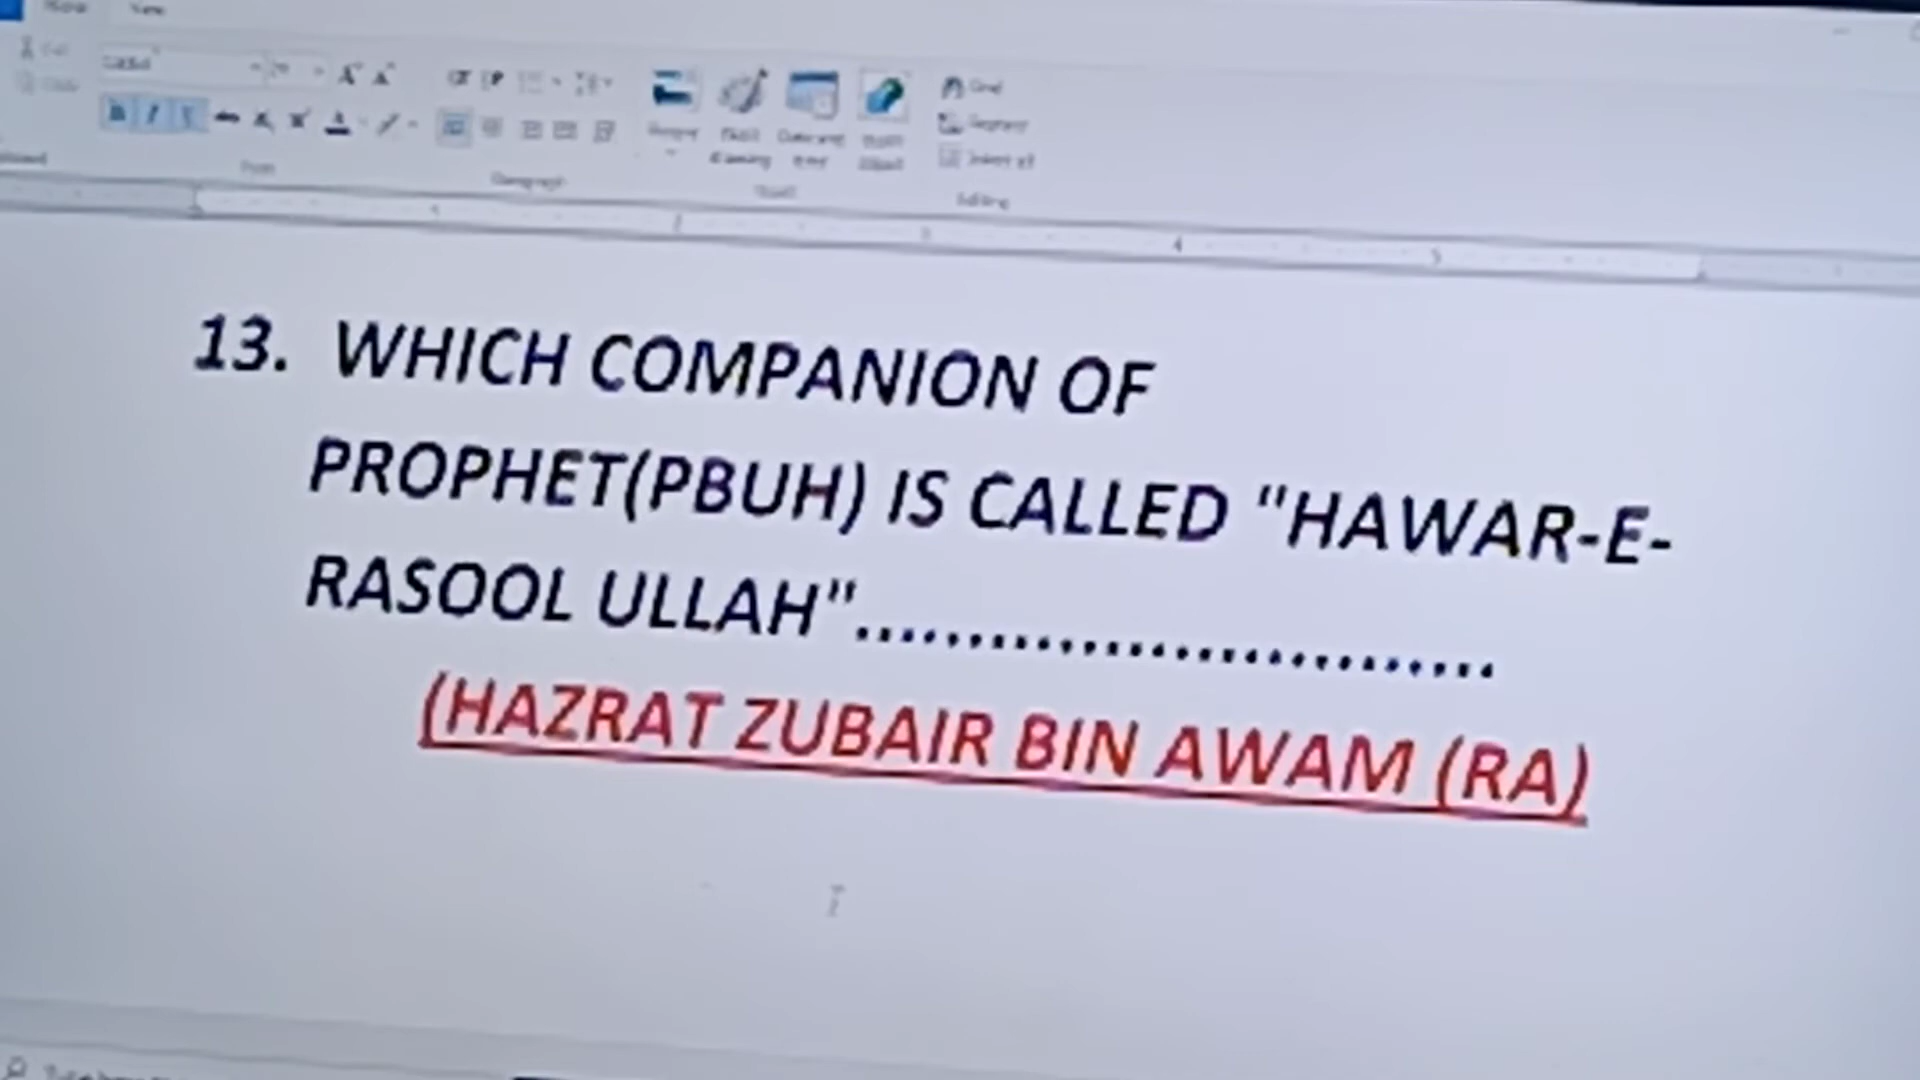 13. WHICH COMPANION OF
PROPHET(PBUH) IS CALLED "HAWAR-E-
RASOOL ULLAH"............................
(HAZRAT ZUBAIR BIN AWAM (RA)